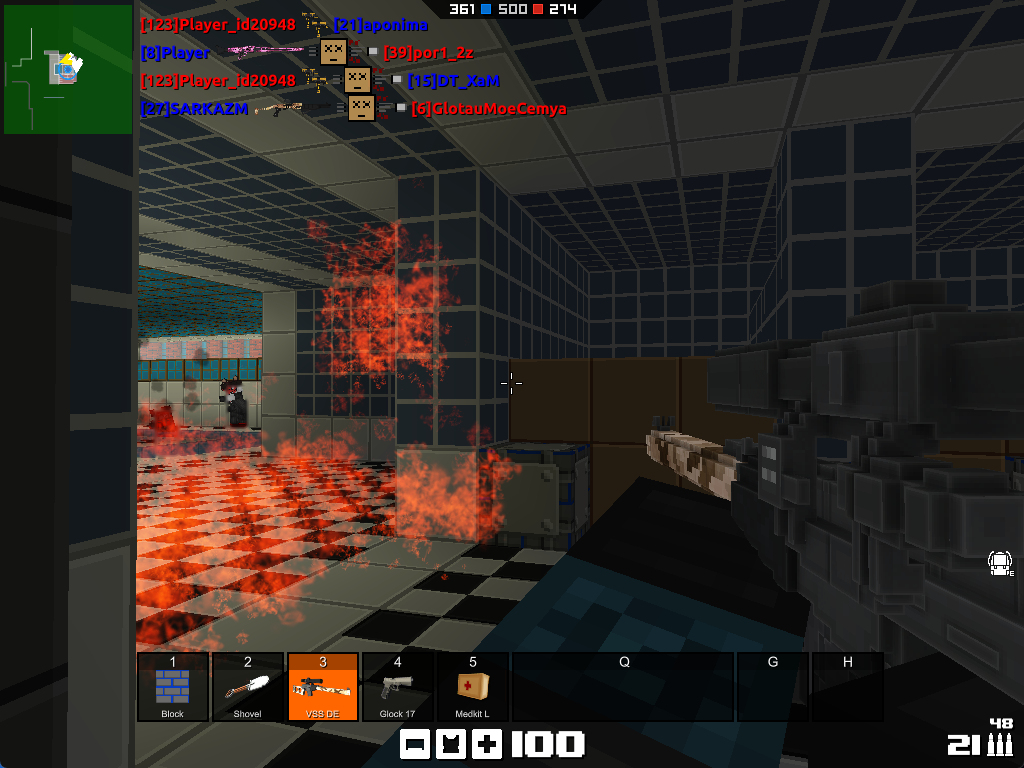 361 500 274
[123]Player_id20948 [21]aponima
[8]Player [39]por1_2z
[123]Player_id20948 [15]DT_XaM
[27]SARKAZM [6]GlotauMoeCemya
1 2 3 4 5 Q G H
Block Shovel VSS DE Glock 17 Medkit L
E
100
48
21